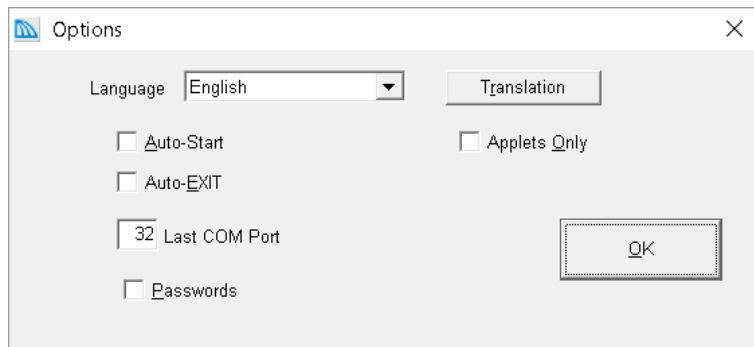 Options
Language English Translation
Auto-Start Applets Only
Auto-EXIT
32 Last COM Port
OK
Passwords